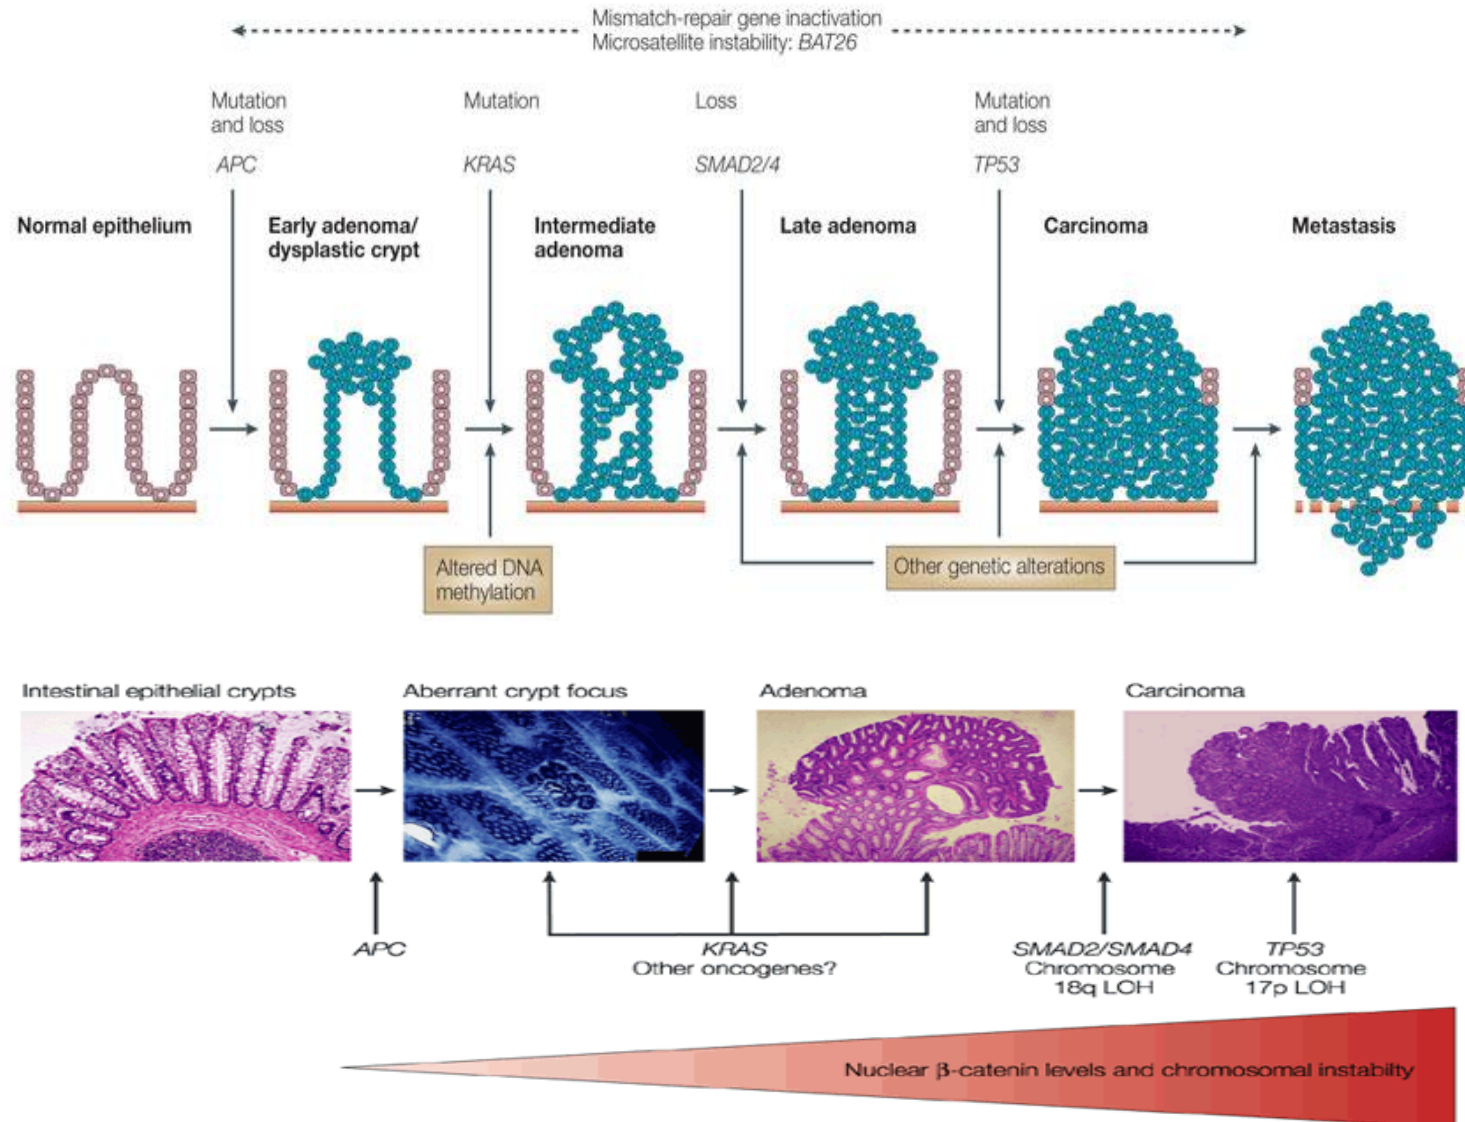 Mismatch-repair gene inactivation
Microsatellite instability: BAT26
Mutation
and loss
APC
Mutation
KRAS
Loss
SMAD2/4
Mutation
and loss
TP53
Normal epithelium
Early adenoma/
dysplastic crypt
Intermediate
adenoma
Late adenoma
Carcinoma
Metastasis
Altered DNA
methylation
Other genetic alterations
Intestinal epithelial crypts
Aberrant crypt focus
Adenoma
Carcinoma
APC
KRAS
Other oncogenes?
SMAD2/SMAD4
Chromosome
18q LOH
TP53
Chromosome
17p LOH
Nuclear β-catenin levels and chromosomal instabilty